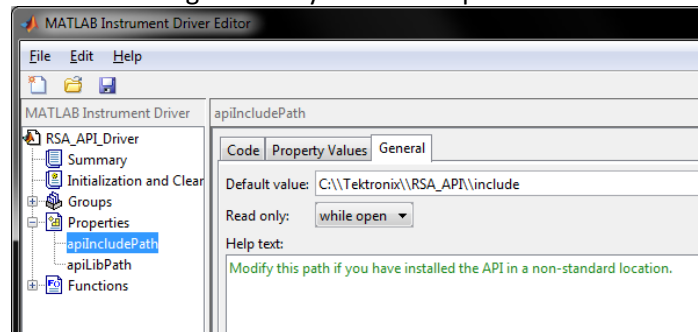 MATLAB Instrument Driver Editor
File Edit Help
MATLAB Instrument Driver
apiIncludePath
RSA_API_Driver
Summary
Initialization and Clear
Groups
Properties
apiIncludePath
apiLibPath
Functions
Code Property Values General
Default value: C:\\Tektronix\\RSA_API\\include
Read only: while open
Help text:
Modify this path if you have installed the API in a non-standard location.